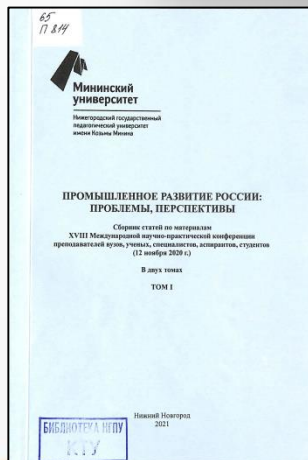 65
П 814
Мининский
университет
Нижегородский государственный
педагогический университет
имени Козьмы Минина
ПРОМЫШЛЕННОЕ РАЗВИТИЕ РОССИИ:
ПРОБЛЕМЫ, ПЕРСПЕКТИВЫ
Сборник статей по материалам
XVIII Международной научно-практической конференции
преподавателей вузов, ученых, специалистов, аспирантов, студентов
(12 ноября 2020 г.)
В двух томах
ТОМ I
Нижний Новгород
2021
БИБЛИОТЕКА НГПУ
КТУ